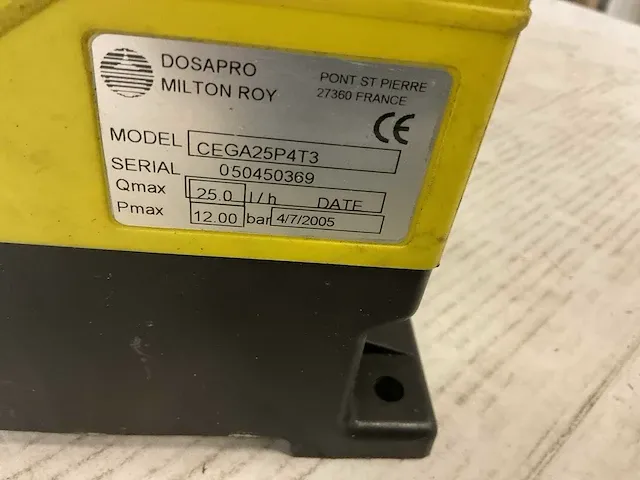 DOSAPRO
MILTON ROY
PONT ST PIERRE
27360 FRANCE
CE
MODEL CEGA25P4T3
SERIAL 050450369
Qmax 25.0 l/h DATE
Pmax 12.00 bar 4/7/2005